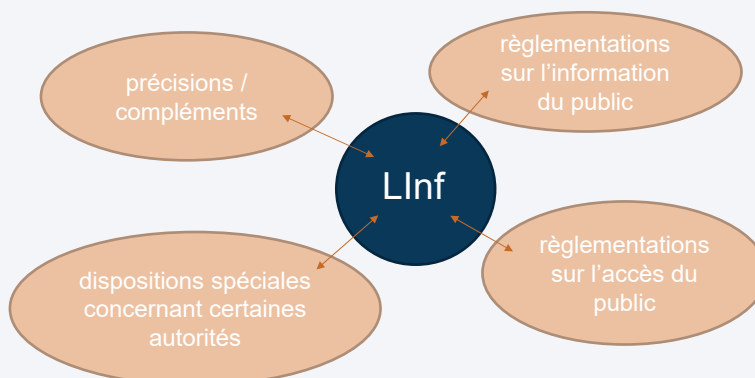 précisions /
compléments
règlementations
sur l'information
du public
LInf
dispositions spéciales
concernant certaines
autorités
règlementations
sur l'accès du
public